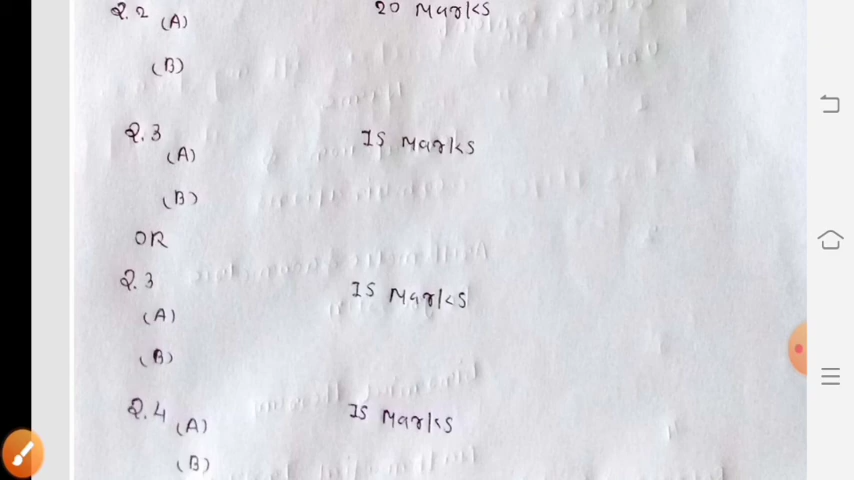 Q.2 (A) 20 Marks
(B)
Q.3 (A) 15 Marks
(B)
OR
Q.3 15 Marks
(A)
(B)
Q.4 (A) 15 Marks
(B)